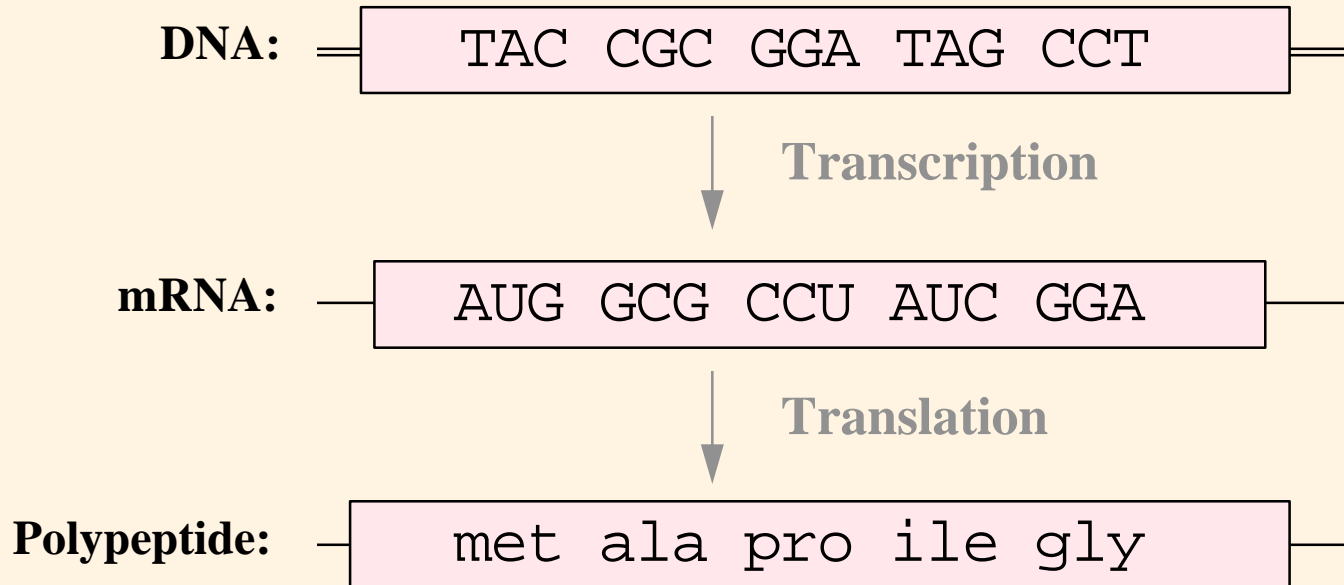 DNA: TAC CGC GGA TAG CCT
Transcription
mRNA: AUG GCG CCU AUC GGA
Translation
Polypeptide: met ala pro ile gly